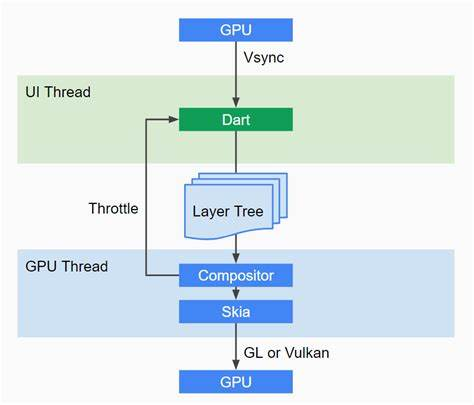 GPU
Vsync
UI Thread
Dart
Throttle
Layer Tree
GPU Thread
Compositor
Skia
GL or Vulkan
GPU